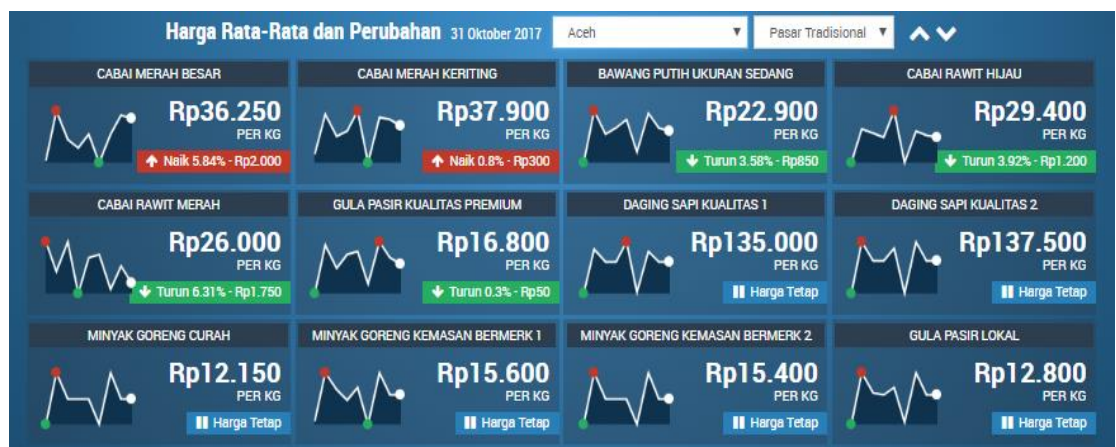 Harga Rata-Rata dan Perubahan 31 Oktober 2017 Aceh Pasar Tradisional
CABAI MERAH BESAR
Rp36.250
PER KG
Naik 5.84% - Rp2.000
CABAI MERAH KERITING
Rp37.900
PER KG
Naik 0.8% - Rp300
BAWANG PUTIH UKURAN SEDANG
Rp22.900
PER KG
Turun 3.58% - Rp850
CABAI RAWIT HIJAU
Rp29.400
PER KG
Turun 3.92% - Rp1.200
CABAI RAWIT MERAH
Rp26.000
PER KG
Turun 6.31% - Rp1.750
GULA PASIR KUALITAS PREMIUM
Rp16.800
PER KG
Turun 0.3% - Rp50
DAGING SAPI KUALITAS 1
Rp135.000
PER KG
Harga Tetap
DAGING SAPI KUALITAS 2
Rp137.500
PER KG
Harga Tetap
MINYAK GORENG CURAH
Rp12.150
PER KG
Harga Tetap
MINYAK GORENG KEMASAN BERMERK 1
Rp15.600
PER KG
Harga Tetap
MINYAK GORENG KEMASAN BERMERK 2
Rp15.400
PER KG
Harga Tetap
GULA PASIR LOKAL
Rp12.800
PER KG
Harga Tetap